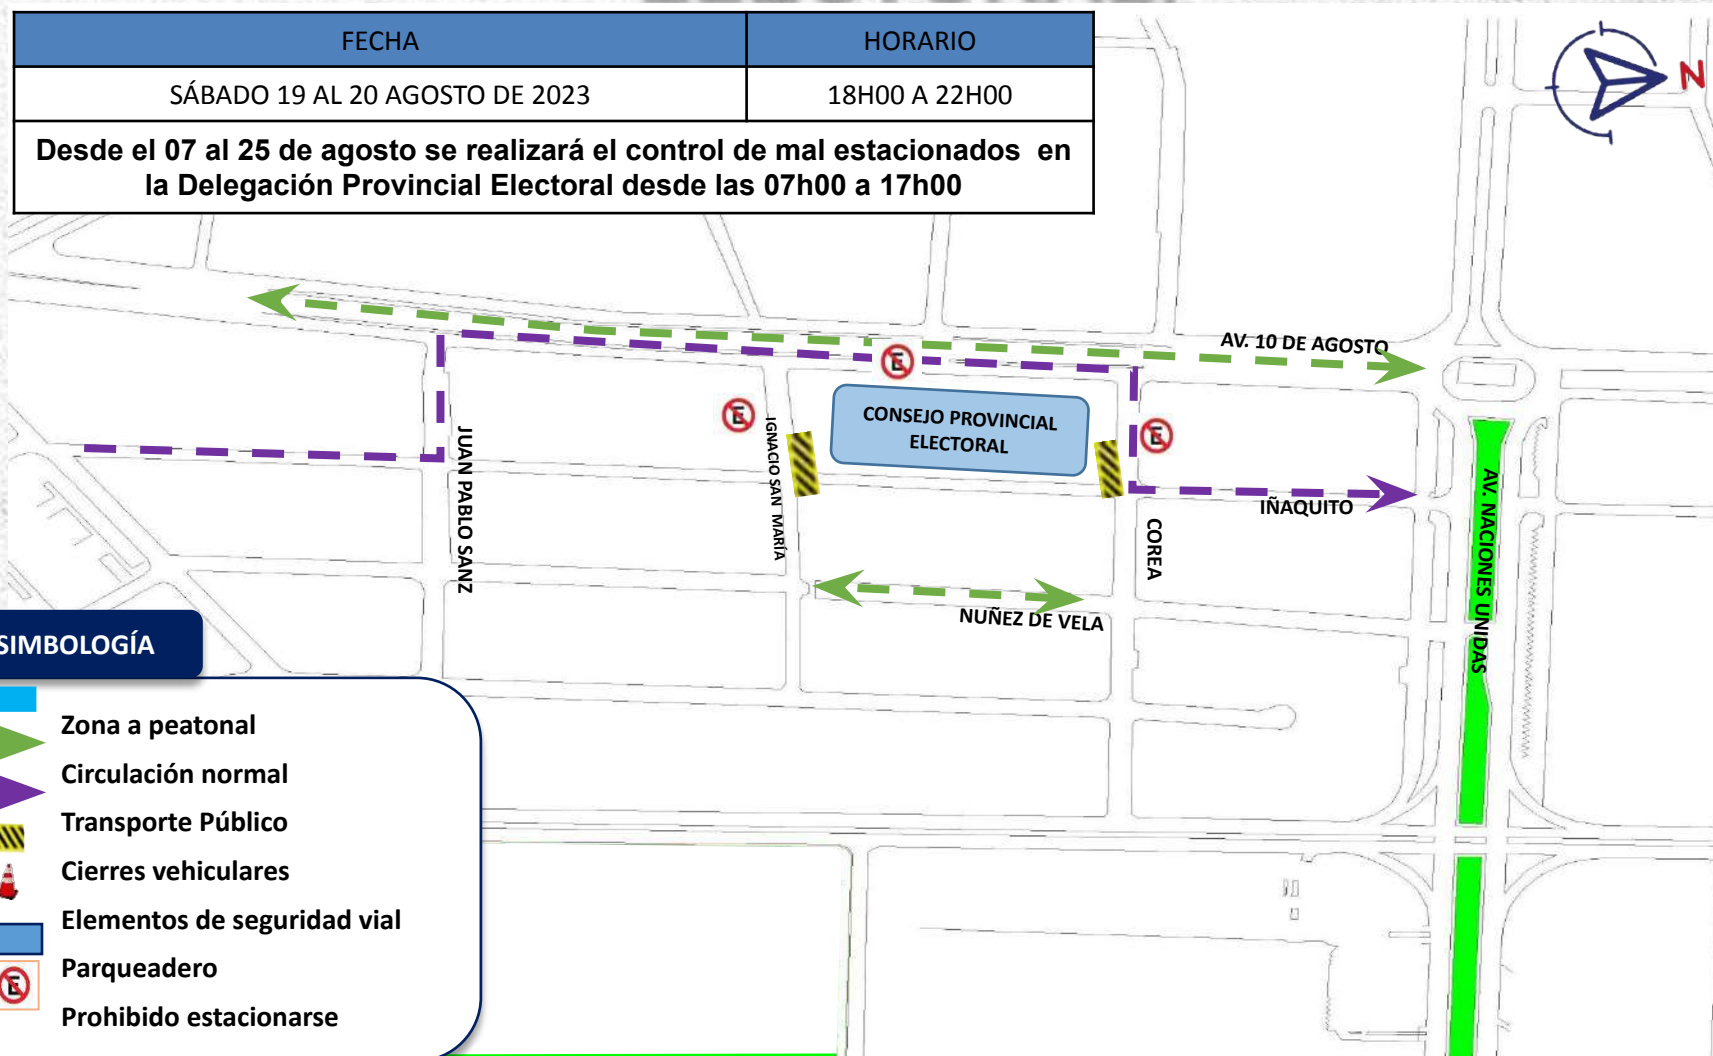 FECHA
HORARIO
SÁBADO 19 AL 20 AGOSTO DE 2023
18H00 A 22H00
Desde el 07 al 25 de agosto se realizará el control de mal estacionados en
la Delegación Provincial Electoral desde las 07h00 a 17h00
N
AV. 10 DE AGOSTO
E
CONSEJO PROVINCIAL
ELECTORAL
E
E
IGNACIO SAN MARÍA
JUAN PABLO SANZ
IÑAQUITO
COREA
AV. NACIONES UNIDAS
NUÑEZ DE VELA
SIMBOLOGÍA
Zona a peatonal
Circulación normal
Transporte Público
Cierres vehiculares
Elementos de seguridad vial
Parqueadero
E
Prohibido estacionarse